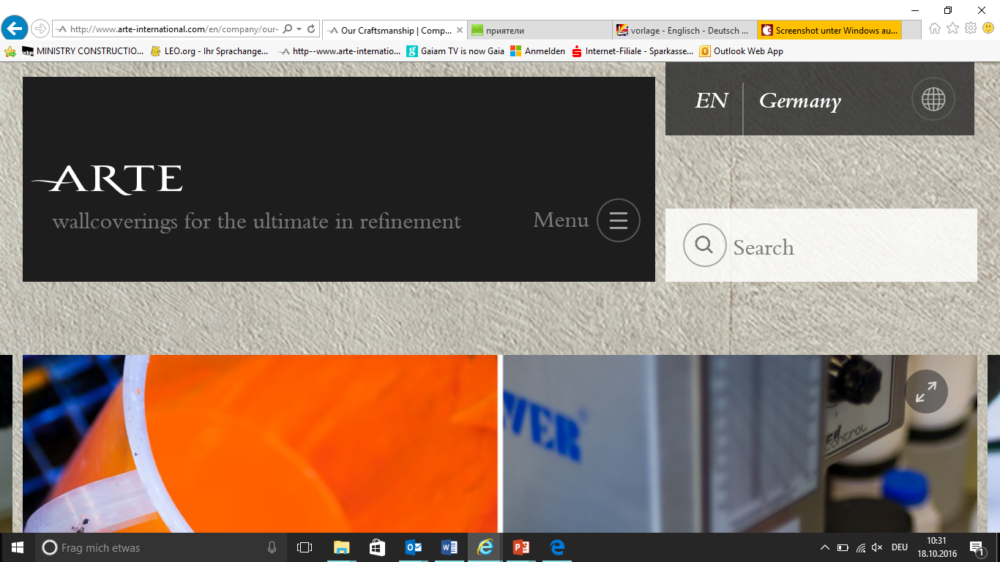 http://www.arte-international.com/en/company/our-
Our Craftsmanship | Comp...
приятели
vorlage - Englisch - Deutsch ...
Screenshot unter Windows au...
MINISTRY CONSTRUCTIO...
LEO.org - Ihr Sprachange...
http--www.arte-internatio...
Gaiam TV is now Gaia
Anmelden
Internet-Filiale - Sparkasse...
Outlook Web App
EN
Germany
ARTE
wallcoverings for the ultimate in refinement
Menu
Search
control
Frag mich etwas
DEU
10:31
18.10.2016
1